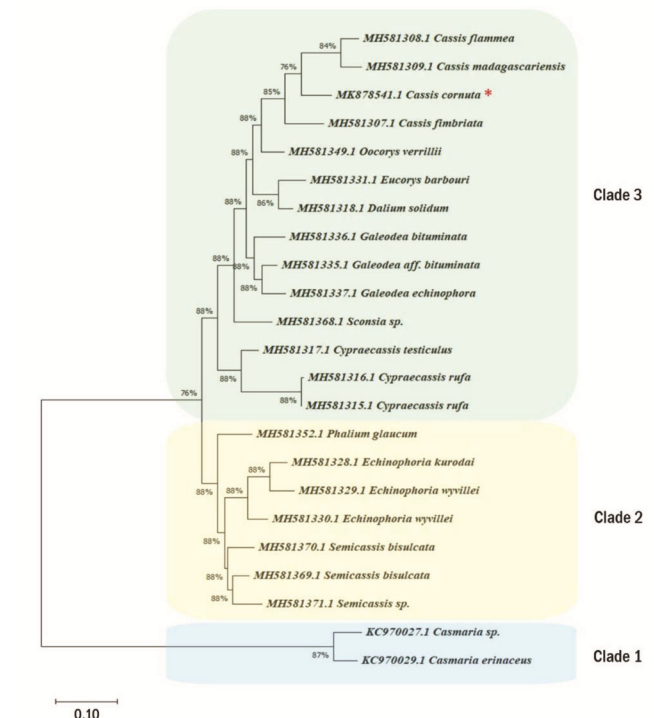 84%
MH581308.1 Cassis flammea
76%
MH581309.1 Cassis madagascariensis
85%
MK878541.1 Cassis cornuta *
88%
MH581307.1 Cassis fimbriata
88%
MH581349.1 Oocorys verrillii
MH581331.1 Eucorys barbouri
Clade 3
88%
86%
MH581318.1 Dalium solidum
MH581336.1 Galeodea bituminata
88%
88%
MH581335.1 Galeodea aff. bituminata
88%
MH581337.1 Galeodea echinophora
88%
MH581368.1 Sconsia sp.
MH581317.1 Cypraecassis testiculus
88%
MH581316.1 Cypraecassis rufa
76%
88%
MH581315.1 Cypraecassis rufa
MH581352.1 Phalium glaucum
88%
MH581328.1 Echinophoria kurodai
88%
88%
MH581329.1 Echinophoria wyvillei
Clade 2
MH581330.1 Echinophoria wyvillei
88%
MH581370.1 Semicassis bisulcata
88%
MH581369.1 Semicassis bisulcata
88%
MH581371.1 Semicassis sp.
KC970027.1 Casmaria sp.
87%
KC970029.1 Casmaria erinaceus
Clade 1
0.10